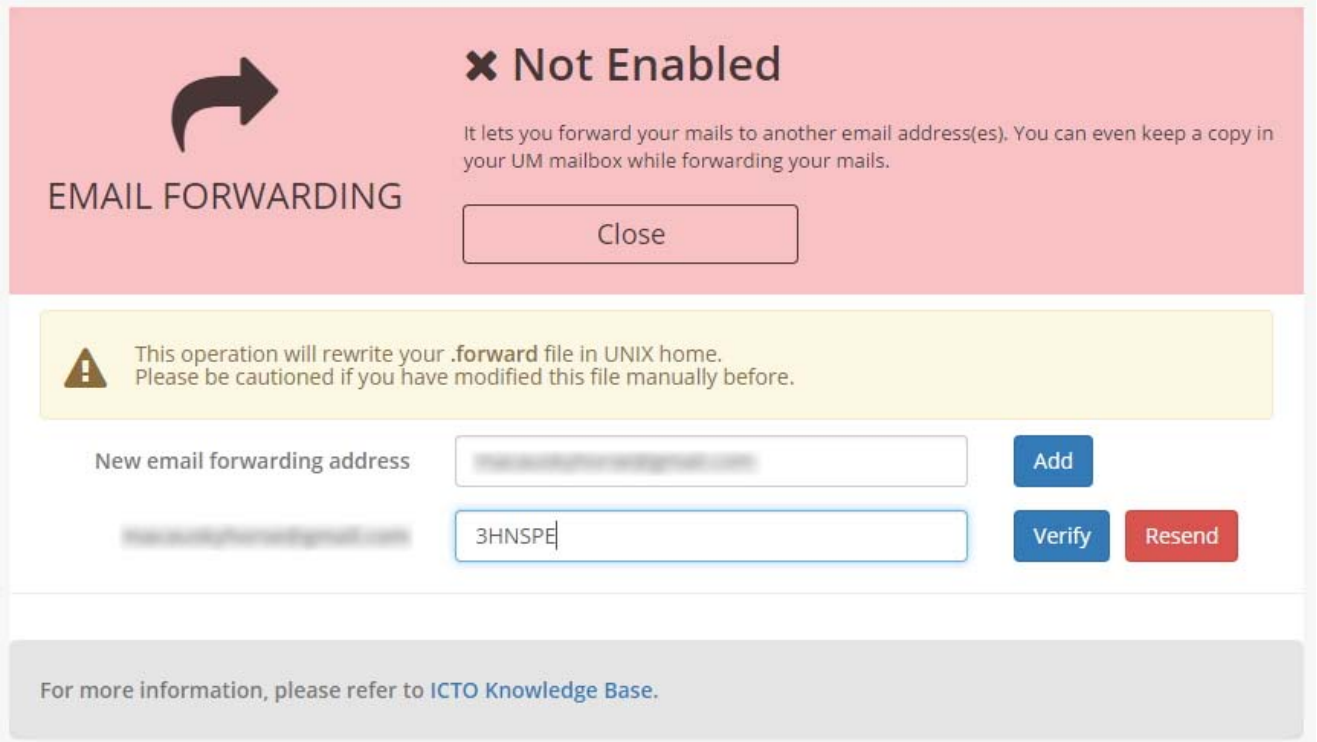 ✖ Not Enabled
It lets you forward your mails to another email address(es). You can even keep a copy in
your UM mailbox while forwarding your mails.
EMAIL FORWARDING
Close
This operation will rewrite your .forward file in UNIX home.
Please be cautioned if you have modified this file manually before.
New email forwarding address
Add
3HNSPE
Verify
Resend
For more information, please refer to ICTO Knowledge Base.